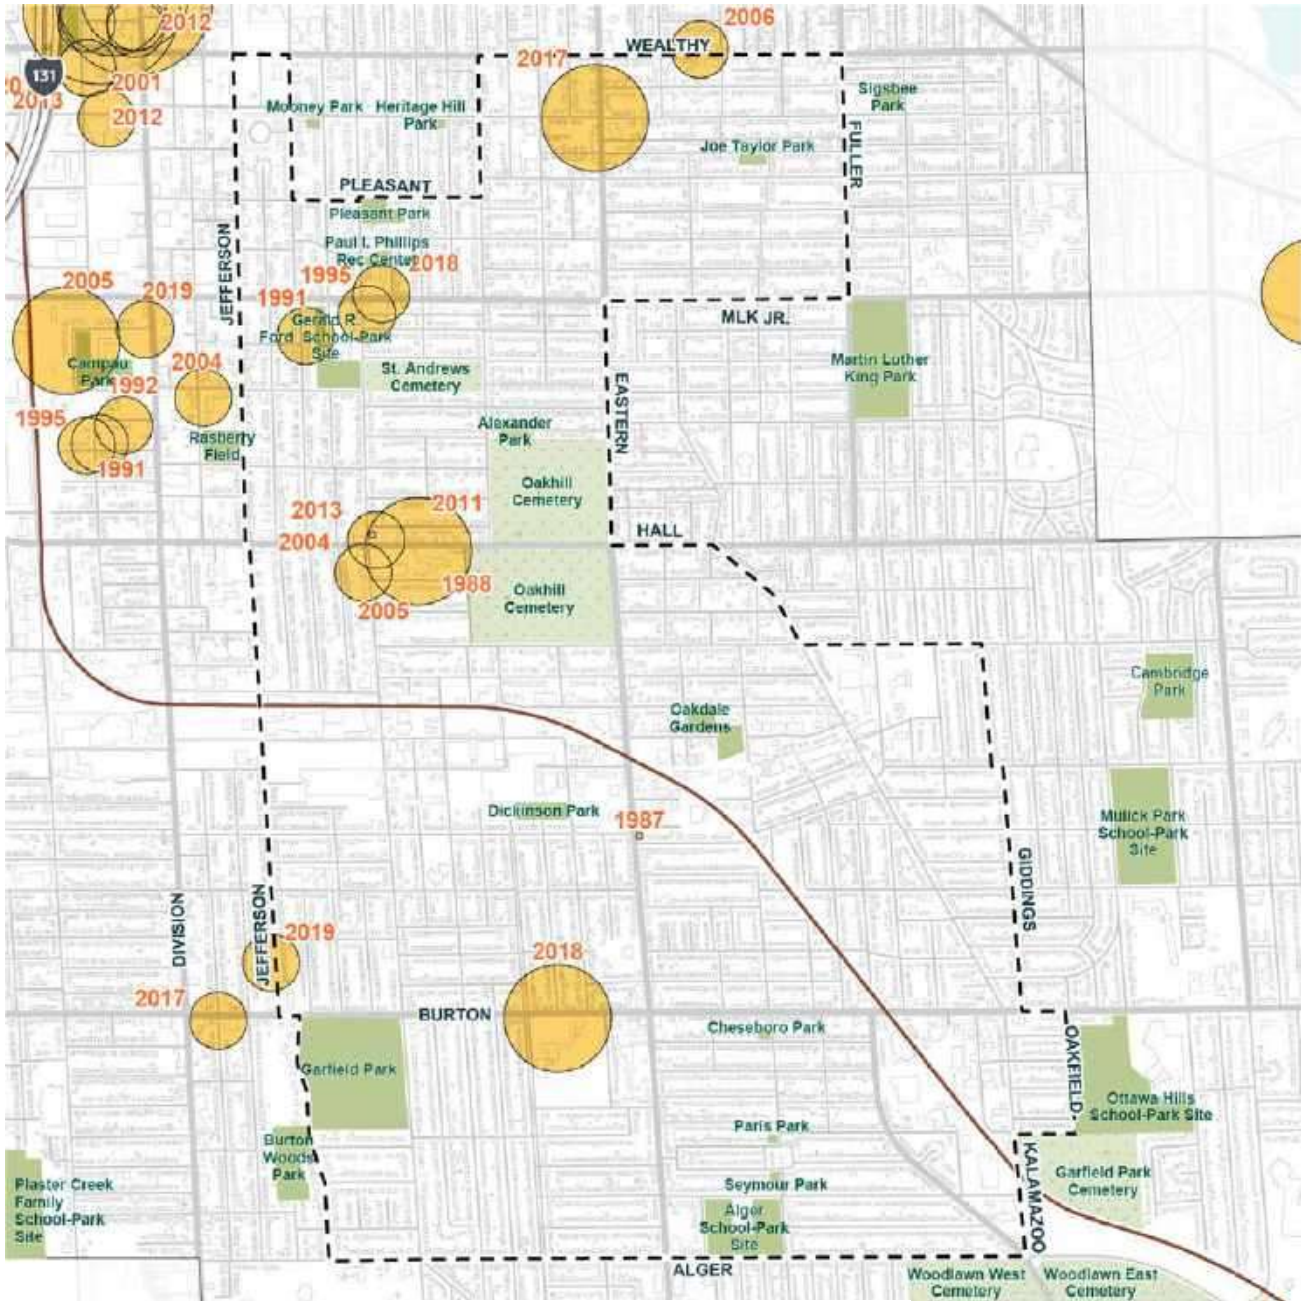 2012
2006
WEALTHY
2017
131
2001
2013
2012
Sigsbee
Park
Mooney Park
Heritage Hill
Park
Joe Taylor Park
FULLER
PLEASANT
Pleasant Park
JEFFERSON
Paul I. Phillips
Rec Center
2018
1995
2005
2019
1991
MLK JR.
Gerald R.
Ford School-Park
Site
Campau
Park
2004
St. Andrews
Cemetery
Martin Luther
King Park
1992
EASTERN
1995
Rasberry
Field
Alexander
Park
1991
Oakhill
Cemetery
2013
2011
HALL
2004
1988
2005
Oakhill
Cemetery
Cambridge
Park
Oakdale
Gardens
Dickinson Park
1987
Mulick Park
School-Park
Site
GIDDINGS
DIVISION
JEFFERSON
2019
2018
2017
BURTON
Cheseboro Park
OAKFIELD
Garfield Park
Ottawa Hills
School-Park Site
Paris Park
Burton
Woods
Park
KALAMAZOO
Garfield Park
Cemetery
Plaster Creek
Family
School-Park
Site
Seymour Park
Alger
School-Park
Site
ALGER
Woodlawn West
Cemetery
Woodlawn East
Cemetery